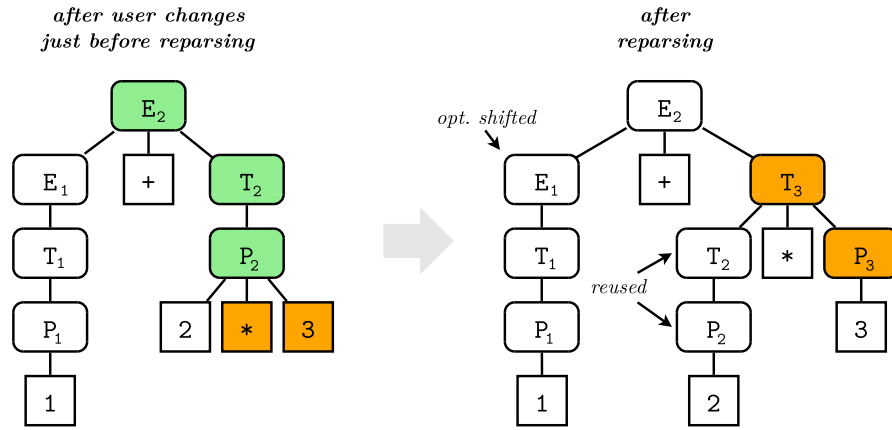 after user changes
just before reparsing
E2
E1
+
T2
T1
P2
P1
2
*
3
1
after
reparsing
opt. shifted
E2
E1
+
T3
T1
T2
*
P3
reused
P1
P2
3
1
2